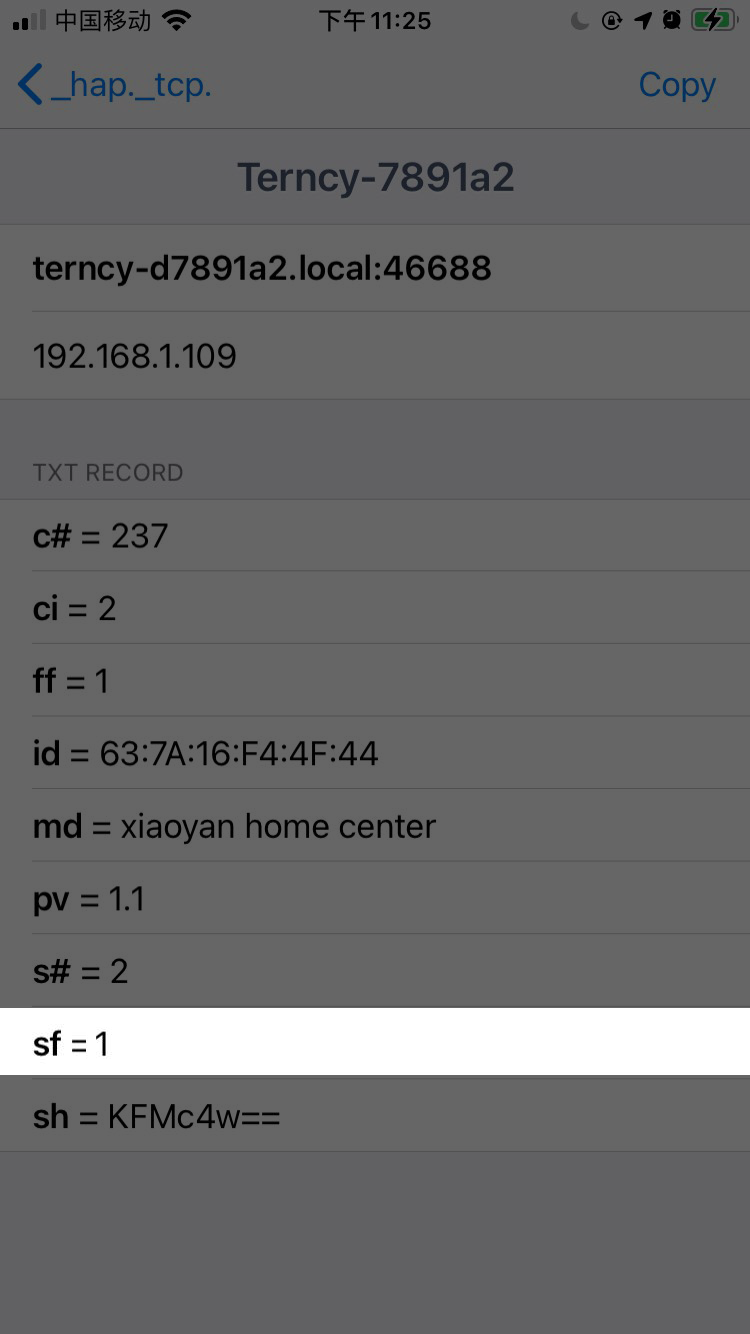 中国移动 下午11:25
_hap._tcp. Copy
Terncy-7891a2
terncy-d7891a2.local:46688
192.168.1.109
TXT RECORD
c# = 237
ci = 2
ff = 1
id = 63:7A:16:F4:4F:44
md = xiaoyan home center
pv = 1.1
s# = 2
sf = 1
sh = KFMc4w==